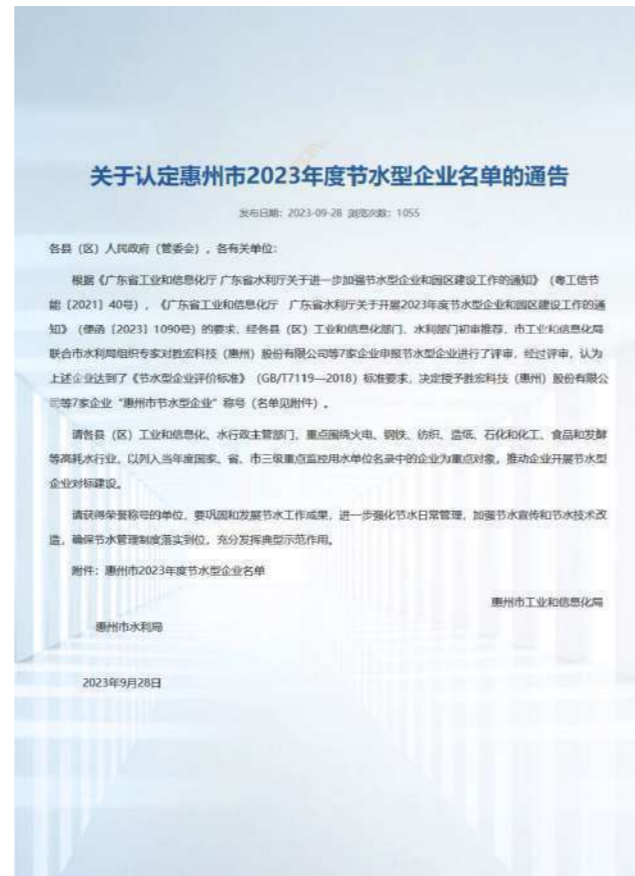 关于认定惠州市2023年度节水型企业名单的通告
发布日期：2023-09-28 浏览次数：1055
各县（区）人民政府（管委会），各有关单位：
根据《广东省工业和信息化厅 广东省水利厅关于进一步加强节水型企业和园区建设工作的通知》（粤工信节
能〔2021〕40号），《广东省工业和信息化厅 广东省水利厅关于开展2023年度节水型企业和园区建设工作的通
知》（便函〔2023〕1090号）的要求，经各县（区）工业和信息化部门、水利部门初审推荐，市工业和信息化局
联合市水利局组织专家对胜宏科技（惠州）股份有限公司等7家企业申报节水型企业进行了评审，经过评审，认为
上述企业达到了《节水型企业评价标准》（GB/T7119—2018）标准要求，决定授予胜宏科技（惠州）股份有限公
司等7家企业“惠州市节水型企业”称号（名单见附件）。
请各县（区）工业和信息化、水行政主管部门，重点围绕火电、钢铁、纺织、造纸、石化和化工、食品和发酵
等高耗水行业，以列入当年度国家、省、市三级重点监控用水单位名录中的企业为重点对象，推动企业开展节水型
企业对标建设。
请获得荣誉称号的单位，要巩固和发展节水工作成果，进一步强化节水日常管理，加强节水宣传和节水技术改
造，确保节水管理制度落实到位，充分发挥典型示范作用。
附件：惠州市2023年度节水型企业名单
惠州市工业和信息化局
惠州市水利局
2023年9月28日